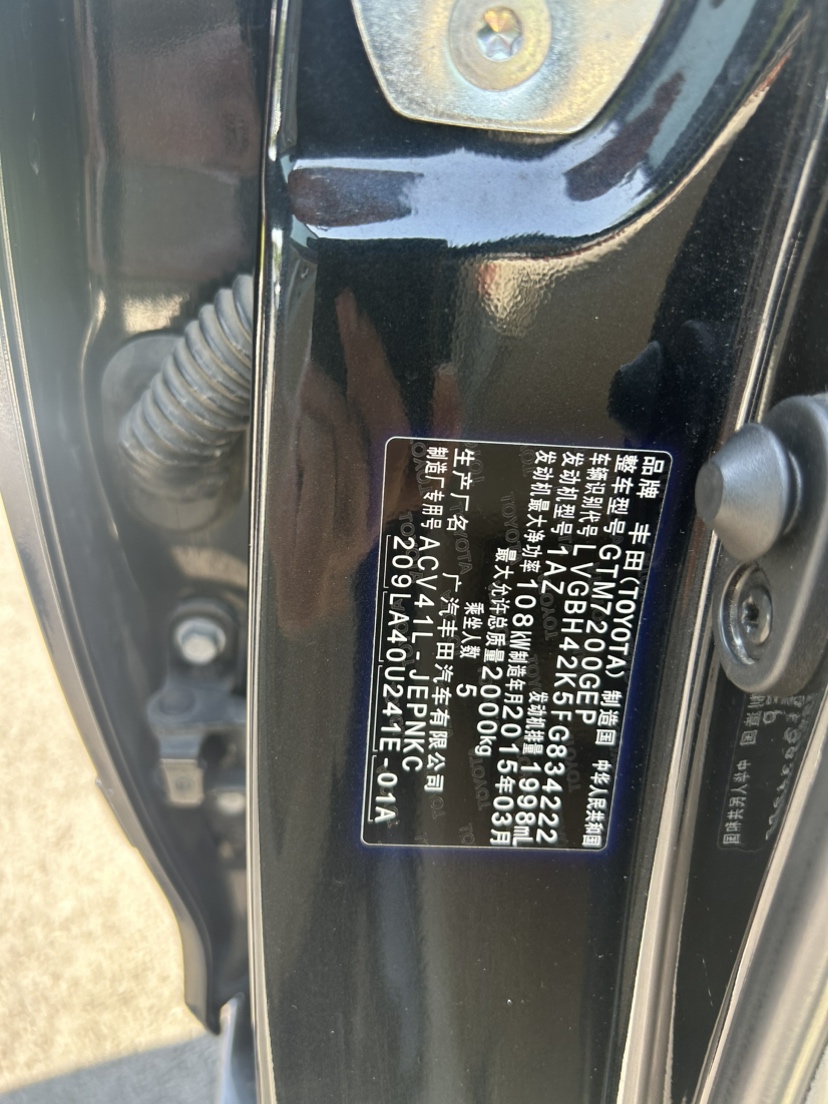 品牌 丰田(TOYOTA) 制造国 中华人民共和国
整车型号 GTM7200GEP
车辆识别代号 LVGBH42K5FG834222
发动机型号 1AZ 发动机排量 1998mL
发动机最大净功率 108kW 制造年月 2015年03月
最大允许总质量 2000kg
乘坐人数 5
生产厂名 广汽丰田汽车有限公司
制造厂专用号 ACV41L-JEPNKC
209LA40U241E-01A